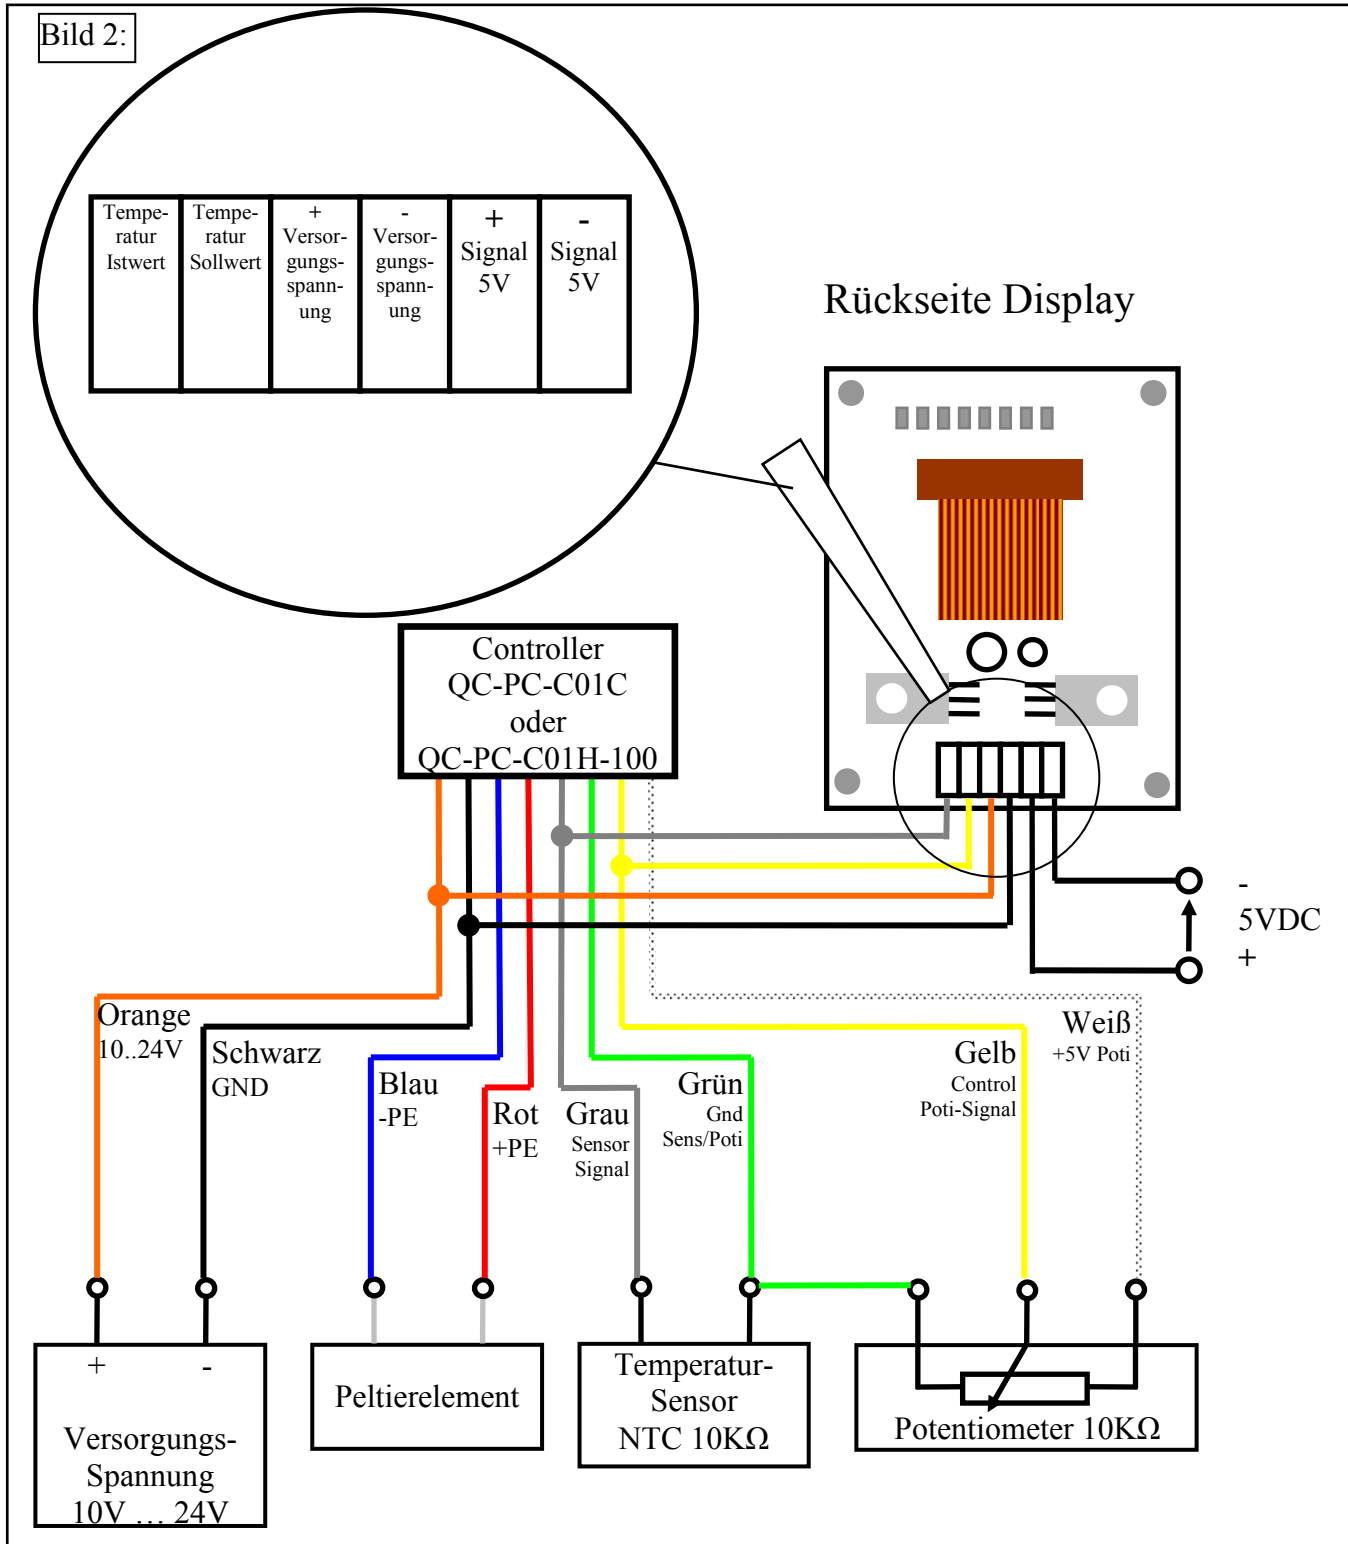 Bild 2:
Tempe-
ratur
Istwert
Tempe-
ratur
Sollwert
+
Versor-
gungs-
spann-
ung
-
Versor-
gungs-
spann-
ung
+
Signal
5V
-
Signal
5V
Rückseite Display
Controller
QC-PC-C01C
oder
QC-PC-C01H-100
-
5VDC
+
Orange
10..24V
Schwarz
GND
Blau
-PE
Rot
+PE
Grau
Sensor
Signal
Grün
Gnd
Sens/Poti
Gelb
Control
Poti-Signal
Weiß
+5V Poti
+ -
Versorgungs-
Spannung
10V … 24V
Peltierelement
Temperatur-
Sensor
NTC 10KΩ
Potentiometer 10KΩ